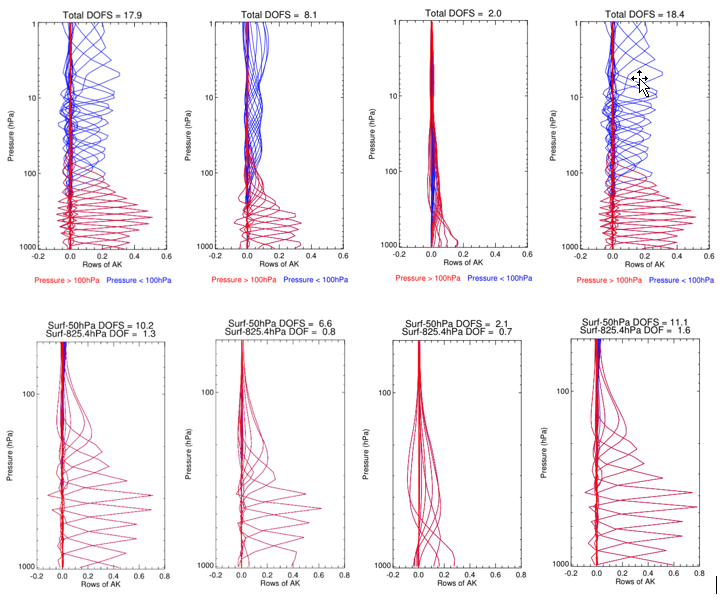 Total DOFS = 17.9
Total DOFS = 8.1
Total DOFS = 2.0
Total DOFS = 18.4
Pressure (hPa)
1
10
100
1000
-0.2 0.0 0.2 0.4 0.6
Rows of AK
Pressure > 100hPa Pressure < 100hPa
Pressure (hPa)
1
10
100
1000
-0.2 0.0 0.2 0.4 0.6
Rows of AK
Pressure > 100hPa Pressure < 100hPa
Pressure (hPa)
1
10
100
1000
-0.2 0.0 0.2 0.4 0.6
Rows of AK
Pressure > 100hPa Pressure < 100hPa
Pressure (hPa)
1
10
100
1000
-0.2 0.0 0.2 0.4 0.6
Rows of AK
Pressure > 100hPa Pressure < 100hPa
Surf-50hPa DOFS = 10.2
Surf-825.4hPa DOF = 1.3
Pressure (hPa)
100
1000
-0.2 0.0 0.2 0.4 0.6 0.8
Rows of AK
Surf-50hPa DOFS = 6.6
Surf-825.4hPa DOF = 0.8
Pressure (hPa)
100
1000
-0.2 0.0 0.2 0.4 0.6 0.8
Rows of AK
Surf-50hPa DOFS = 2.1
Surf-825.4hPa DOF = 0.7
Pressure (hPa)
100
1000
-0.2 0.0 0.2 0.4 0.6 0.8
Rows of AK
Surf-50hPa DOFS = 11.1
Surf-825.4hPa DOF = 1.6
Pressure (hPa)
100
1000
-0.2 0.0 0.2 0.4 0.6 0.8
Rows of AK